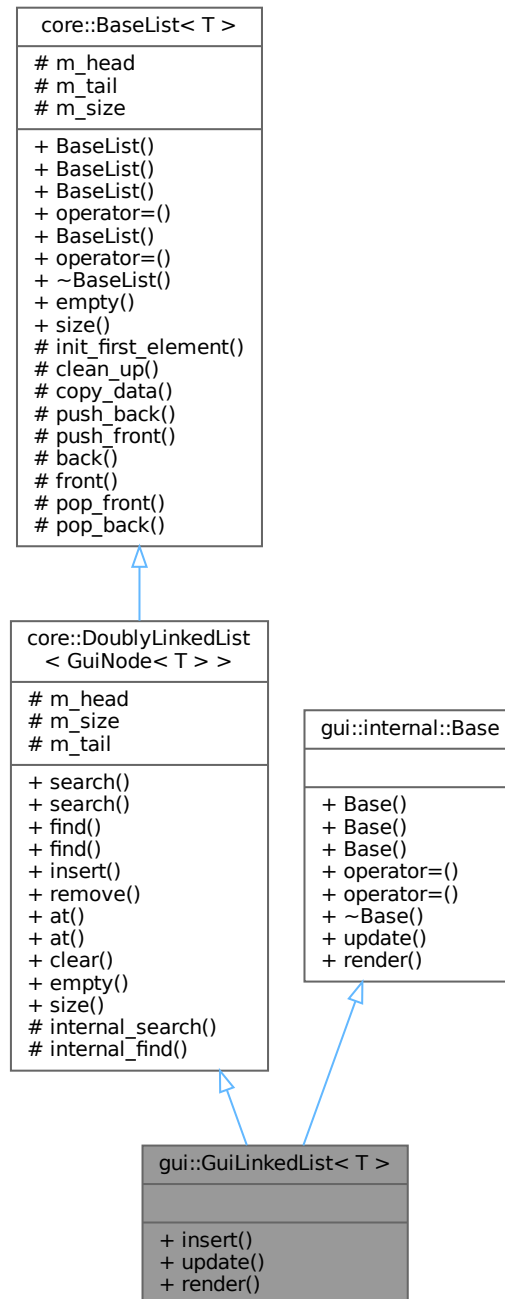 core::BaseList< T >
# m_head
# m_tail
# m_size
+ BaseList()
+ BaseList()
+ BaseList()
+ operator=()
+ BaseList()
+ operator=()
+ ~BaseList()
+ empty()
+ size()
# init_first_element()
# clean_up()
# copy_data()
# push_back()
# push_front()
# back()
# front()
# pop_front()
# pop_back()
core::DoublyLinkedList
< GuiNode< T > >
# m_head
# m_size
# m_tail
+ search()
+ search()
+ find()
+ find()
+ insert()
+ remove()
+ at()
+ at()
+ clear()
+ empty()
+ size()
# internal_search()
# internal_find()
gui::internal::Base
+ Base()
+ Base()
+ Base()
+ operator=()
+ operator=()
+ ~Base()
+ update()
+ render()
gui::GuiLinkedList< T >
+ insert()
+ update()
+ render()